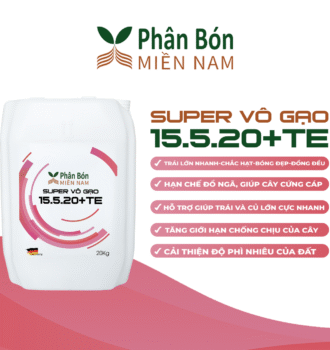 Phân Bón
MIỀN NAM
SUPER VÔ GẠO
15.5.20+TE
TRÁI LỚN NHANH-CHẮC HẠT-BÓNG ĐẸP-ĐỒNG ĐỀU
HẠN CHẾ ĐỔ NGÃ, GIÚP CÂY CỨNG CÁP
HỖ TRỢ GIÚP TRÁI VÀ CỦ LỚN CỰC NHANH
TĂNG GIỚI HẠN CHỐNG CHỊU CỦA CÂY
CẢI THIỆN ĐỘ PHÌ NHIÊU CỦA ĐẤT
Phân Bón
MIỀN NAM
SUPER VÔ GẠO
15.5.20+TE
20Kg